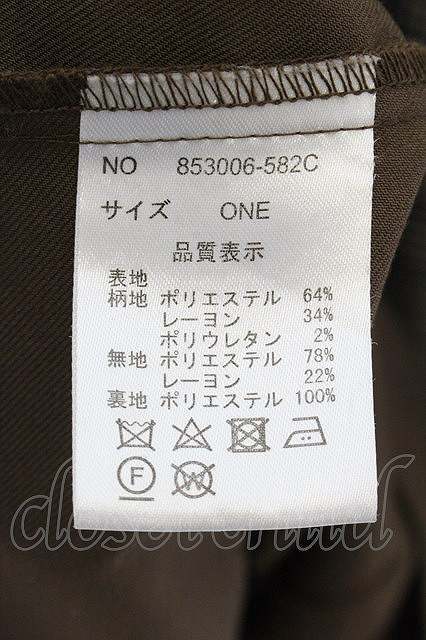 NO 853006-582C
サイズ ONE
品質表示
表地
柄地 ポリエステル 64%
レーヨン 34%
ポリウレタン 2%
無地 ポリエステル 78%
レーヨン 22%
裏地 ポリエステル 100%
F W
closet child